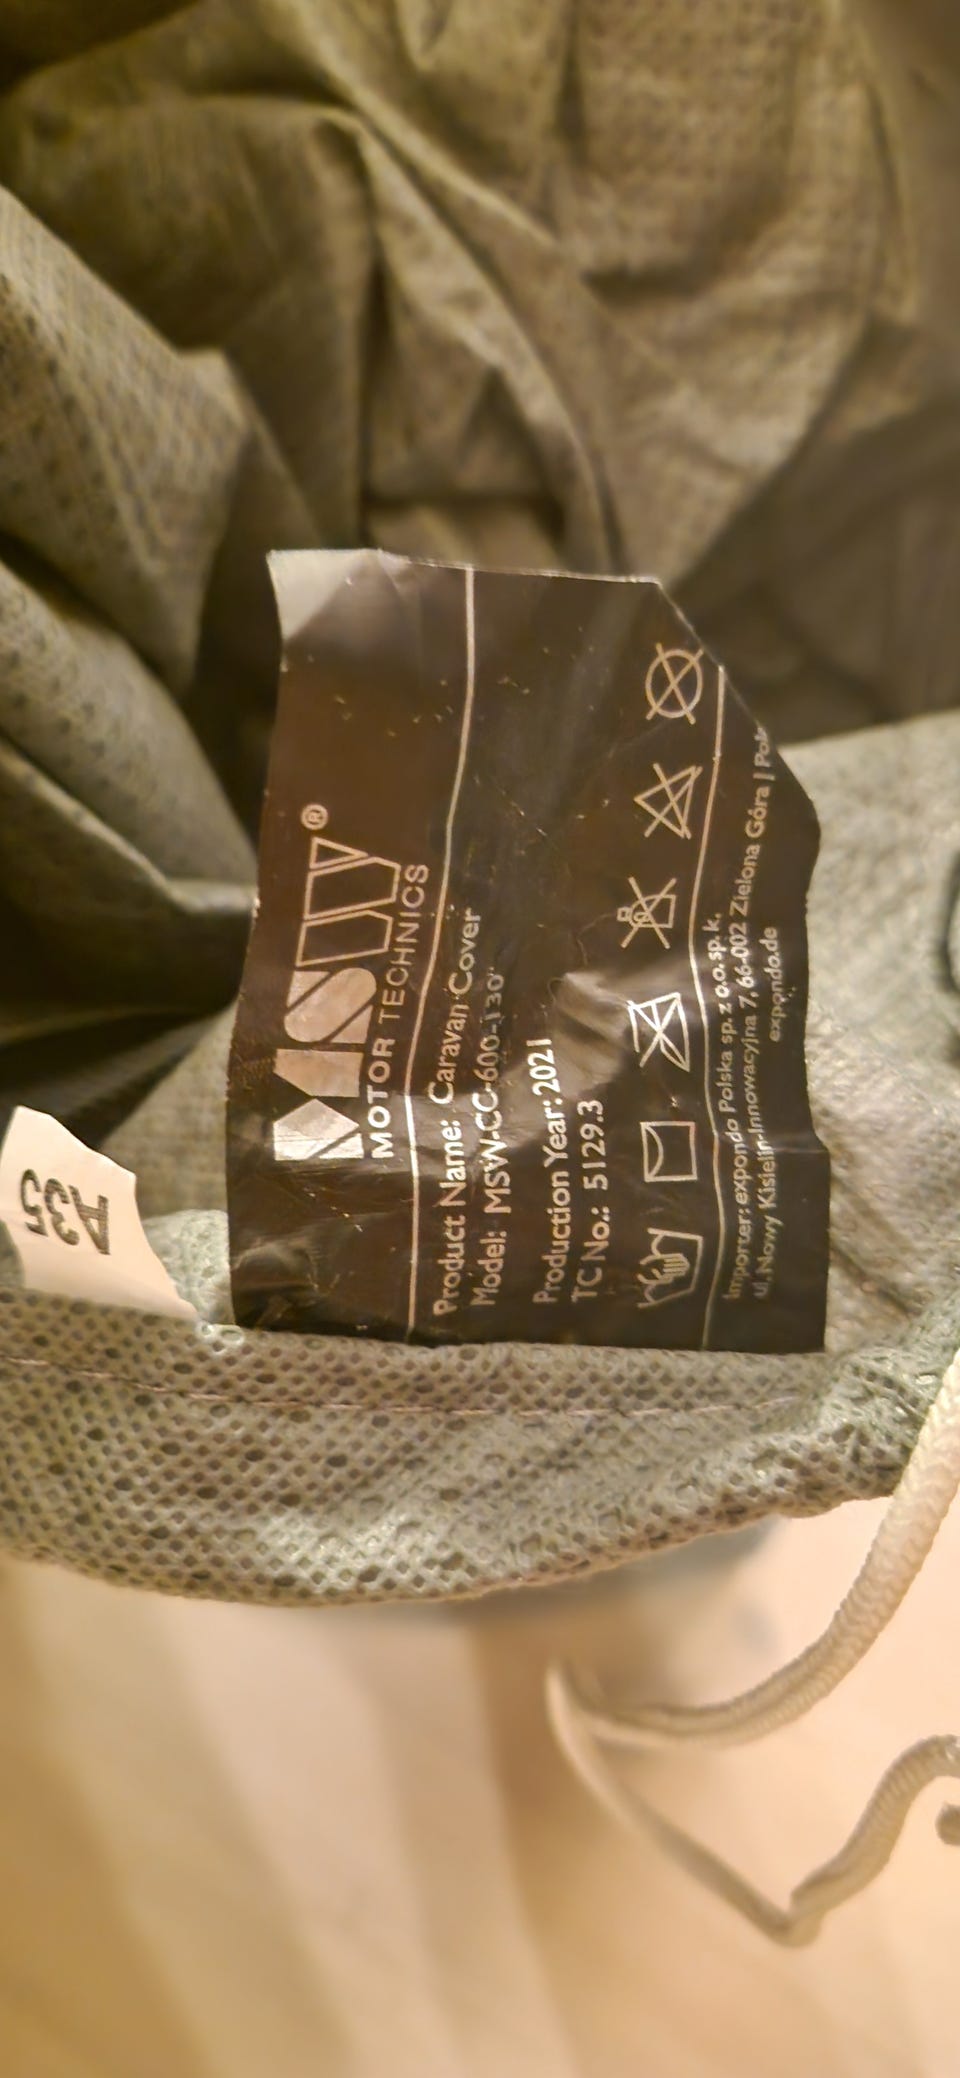 MSW®
MOTOR TECHNICS
Product Name: Caravan Cover
Model: MSW-CC-600-130
Production Year: 2021
TC No.: 5129.3
Importer: expondo Polska sp. z o.o. sp. k.
ul. Nowy Kisielin-Innowacyjna 7, 66-002 Zielona Góra |
expondo.de
A35